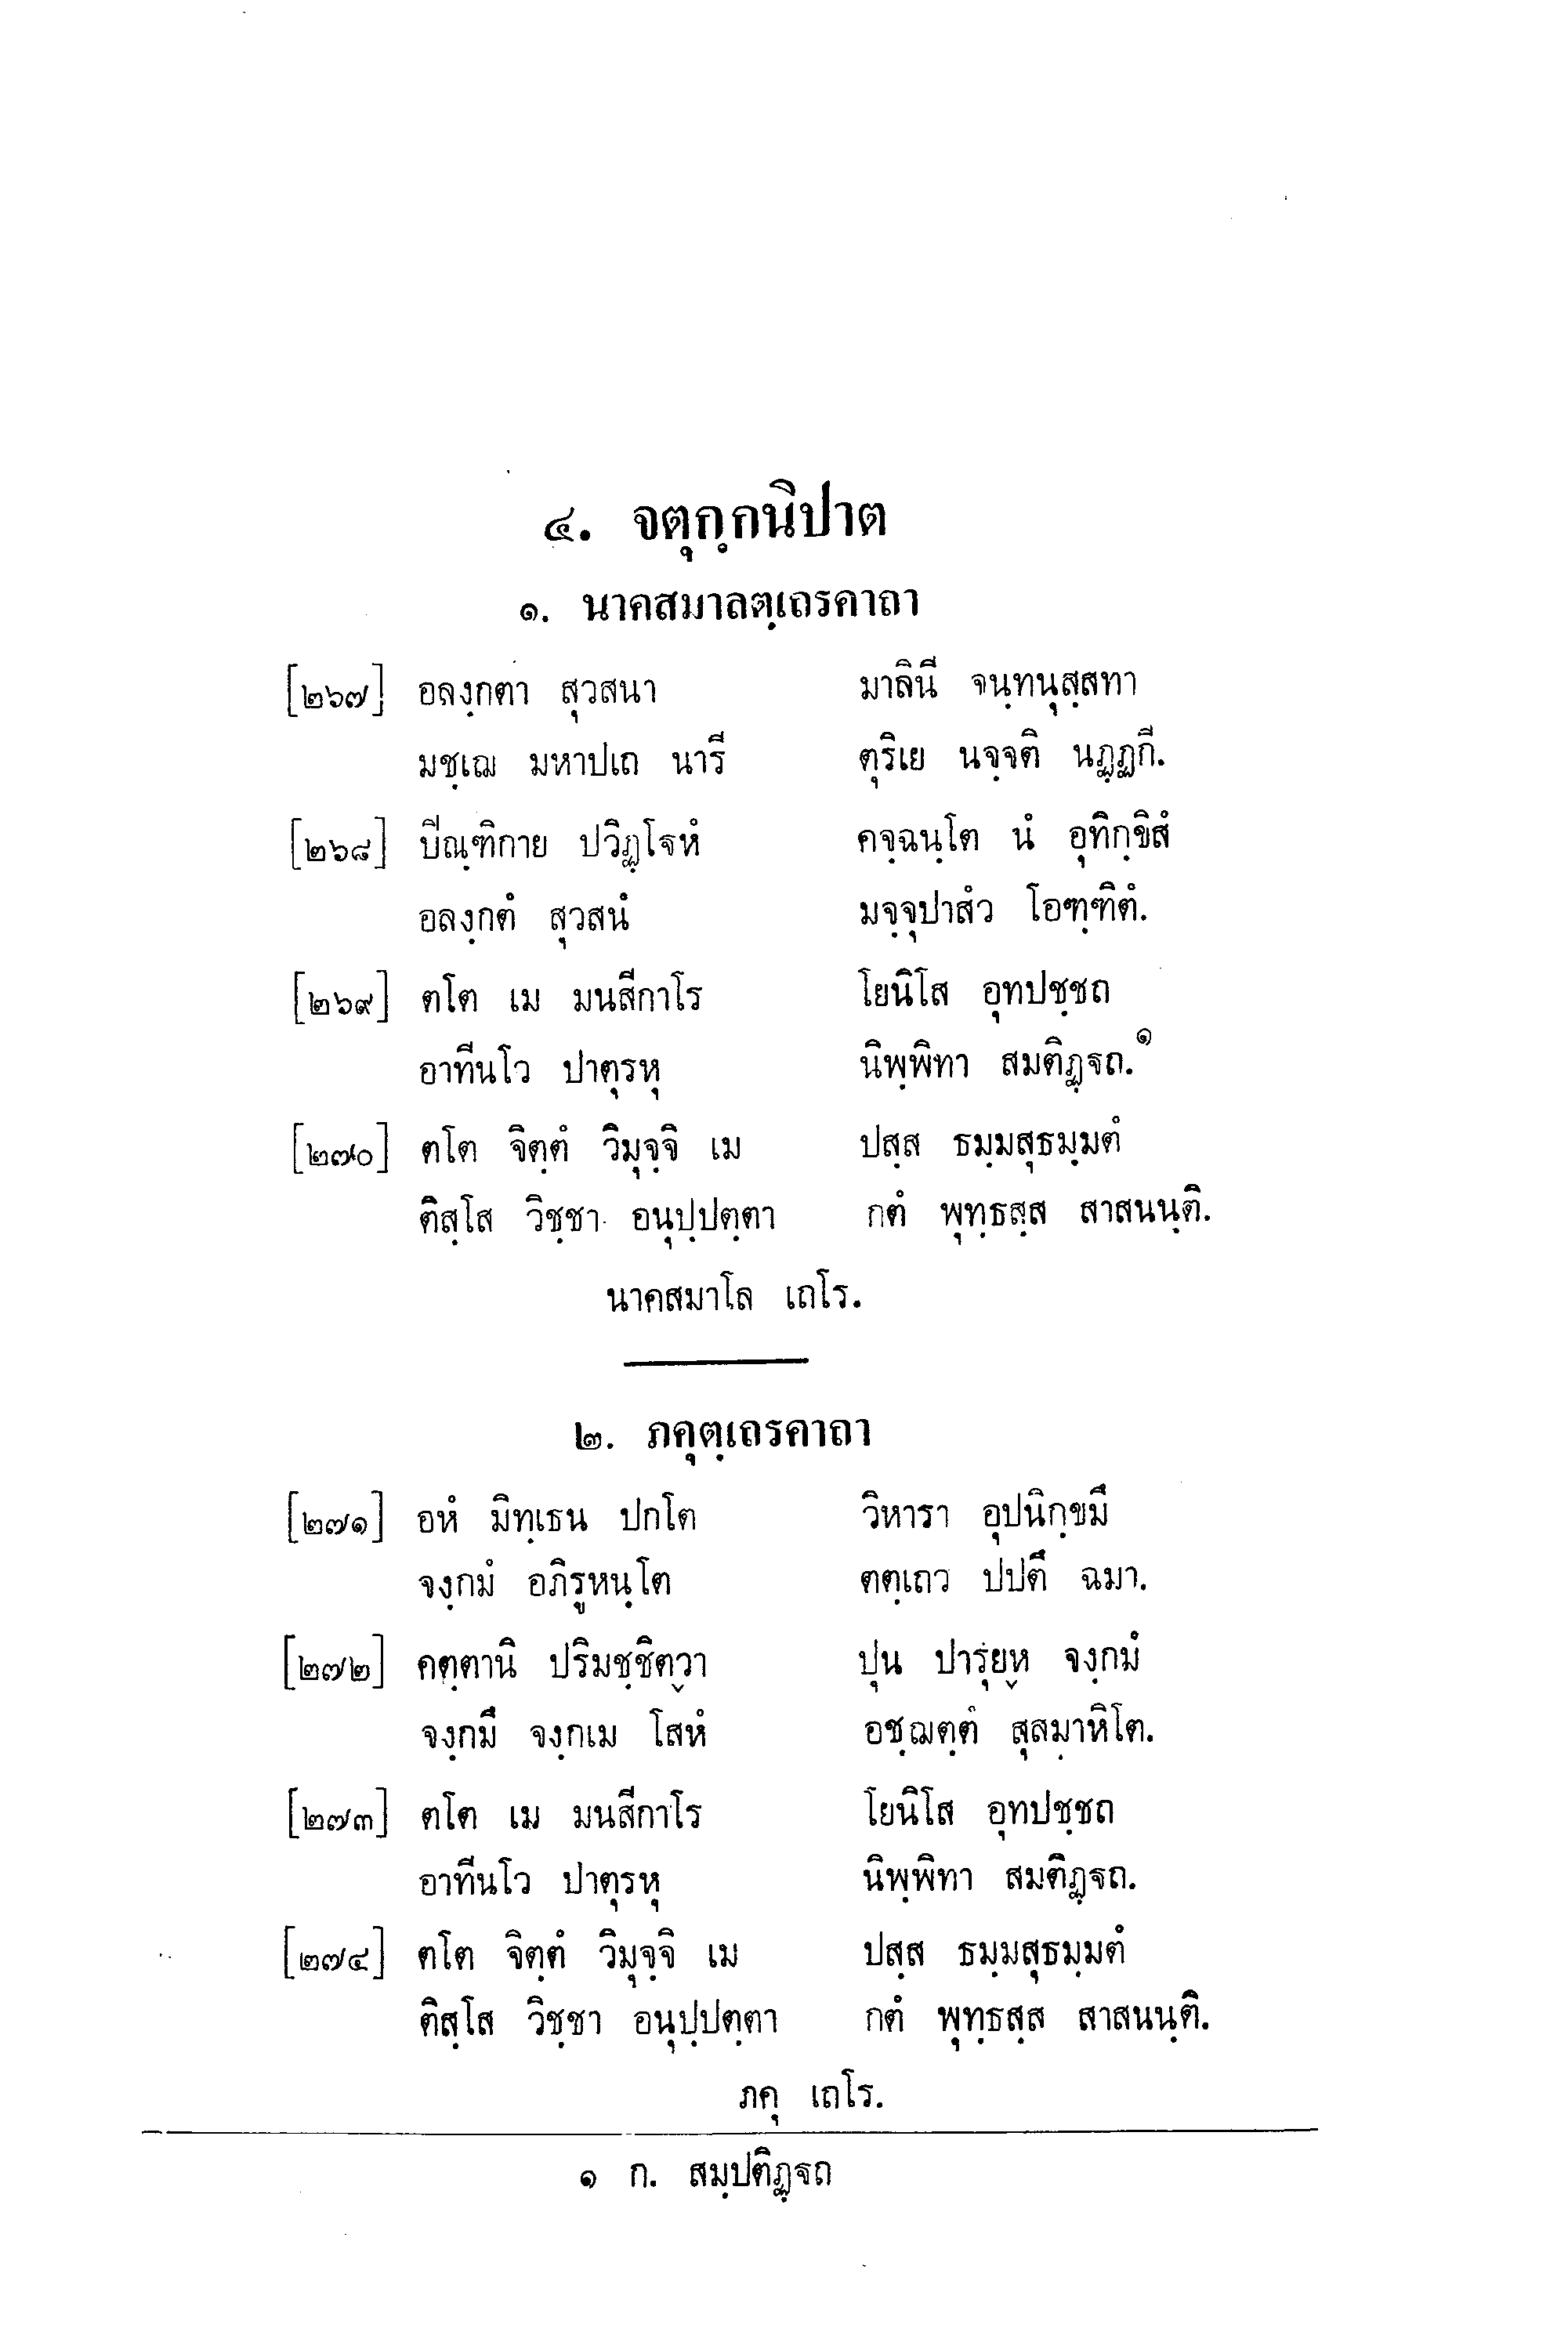 ๔. จตุกฺกนิปาต
๑. นาคสมาลตฺเถรคาถา
[๒๖๗] อลงฺกตา สุวสนา มาลินี จนฺทนุสฺสทา
มชฺเฌ มหาปเถ นารี ตุริเย นจฺจติ นฏฺฏกี.
[๒๖๘] ปีณฺฑิกาย ปวิฏฺโฐหํ คจฺฉนฺโต นํ อุทิกฺขิสํ
อลงฺกตํ สุวสนํ มจฺจุปาสํว โอฑฺฑิตํ.
[๒๖๙] ตโต เม มนสีกาโร โยนิโส อุทปชฺชถ
อาทีนโว ปาตุรหุ นิพฺพิทา สมติฏฺฐถ.๑
[๒๗๐] ตโต จิตฺตํ วิมุจฺจิ เม ปสฺส ธมฺมสุธมฺมตํ
ติสฺโส วิชฺชา อนุปฺปตฺตา กตํ พุทฺธสฺส สาสนนฺติ.
นาคสมาโล เถโร.
๒. ภคุตฺเถรคาถา
[๒๗๑] อหํ มิทฺเธน ปกโต วิหารา อุปนิกฺขมึ
จงฺกมํ อภิรูหนฺโต ตตฺเถว ปปตึ ฉมา.
[๒๗๒] คตฺตานิ ปริมชฺชิตฺวา ปุน ปารุํยฺห จงฺกมํ
จงฺกมึ จงฺกเม โสหํ อชฺฌตฺตํ สุสมฺาหิโต.
[๒๗๓] ตโต เม มนสีกาโร โยนิโส อุทปชฺชถ
อาทีนโว ปาตุรหุ นิพฺพิทา สมติฏฺฐถ.
[๒๗๔] ตโต จิตฺตํ วิมุจฺจิ เม ปสฺส ธมฺมสุธมฺมตํ
ติสฺโส วิชฺชา อนุปฺปตฺตา กตํ พุทฺธสฺส สาสนนฺติ.
ภคุ เถโร.
๑ ก. สมฺปติฏฺฐถ